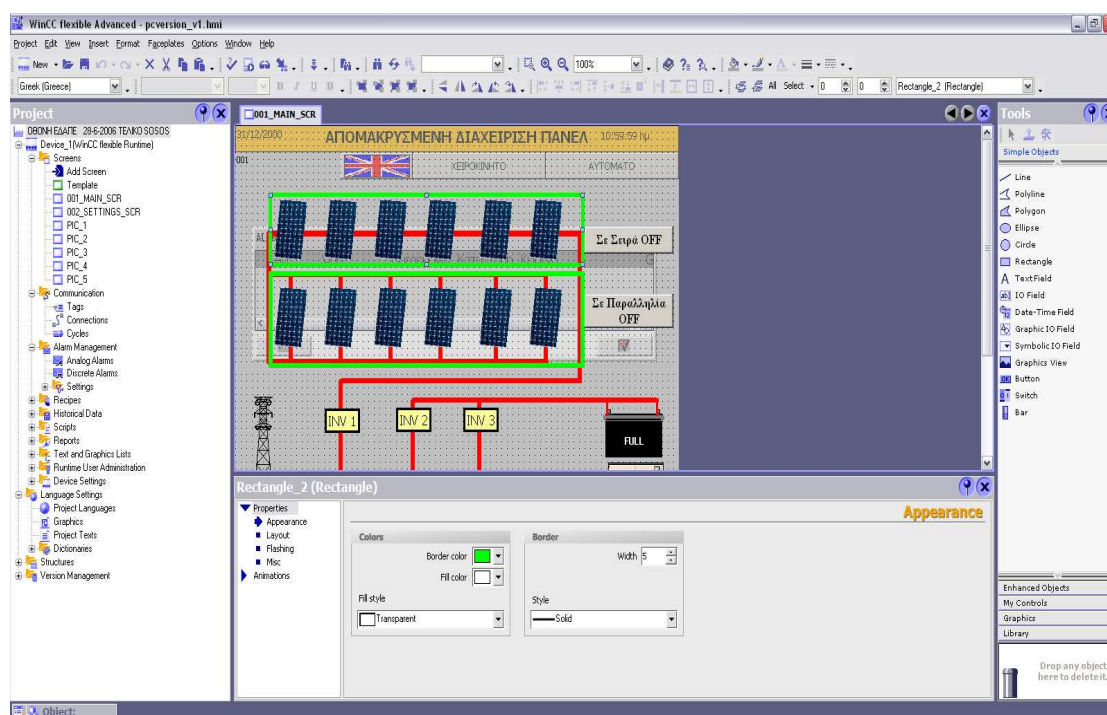 WinCC flexible Advanced - pcversion_v1.hmi
Project Edit View Insert Format Faceplates Options Window Help
New 100%
Greek (Greece) B I U All Select 0 0 Rectangle_2 (Rectangle)
Project
ΟΘΟΝΗ ΕΔΑΠΕ 28-6-2006 ΤΕΛΙΚΟ SOSOS
Device_1(WinCC flexible Runtime)
Screens
Add Screen
Template
001_MAIN_SCR
002_SETTINGS_SCR
PIC_1
PIC_2
PIC_3
PIC_4
PIC_5
Communication
Tags
Connections
Cycles
Alarm Management
Analog Alarms
Discrete Alarms
Settings
Recipes
Historical Data
Scripts
Reports
Text and Graphics Lists
Runtime User Administration
Device Settings
Language Settings
Project Languages
Graphics
Project Texts
Dictionaries
Structures
Version Management
001_MAIN_SCR
31/12/2000 ΑΠΟΜΑΚΡΥΣΜΕΝΗ ΔΙΑΧΕΙΡΙΣΗ ΠΑΝΕΛ 10:59:59 ημ
001
ΧΕΙΡΟΚΙΝΗΤΟ ΑΥΤΟΜΑΤΟ
Σε Σειρά OFF
Σε Παραλληλία
OFF
INV 1 INV 2 INV 3
FULL
Rectangle_2 (Rectangle)
Properties
Appearance
Layout
Flashing
Misc
Animations
Appearance
Colors
Border color
Fill color
Fill style
Transparent
Border
Width 5
Style
Solid
Tools
Simple Objects
Line
Polyline
Polygon
Ellipse
Circle
Rectangle
TextField
IO Field
Date-Time Field
Graphic IO Field
Symbolic IO Field
Graphics View
Button
Switch
Bar
Enhanced Objects
My Controls
Graphics
Library
Drop any object
here to delete it.
Object: